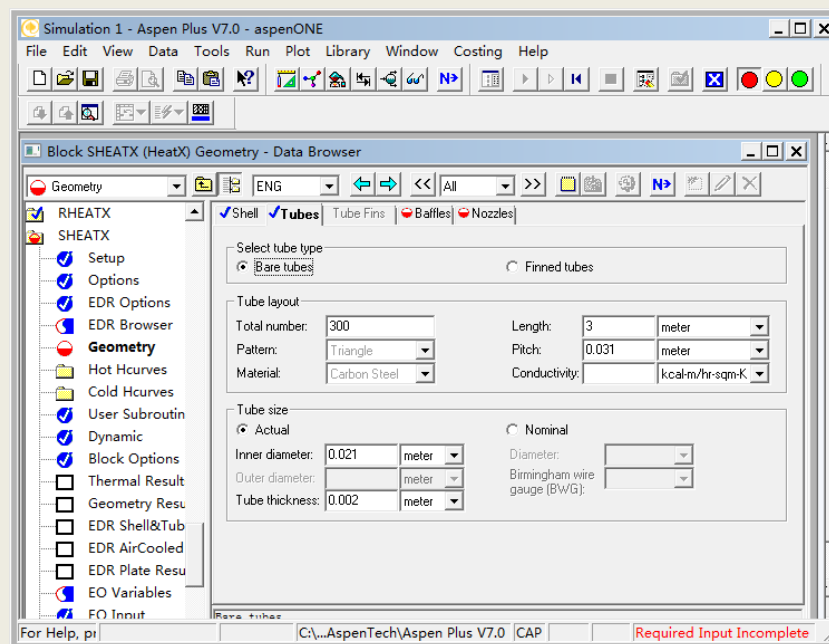 Simulation 1 - Aspen Plus V7.0 - aspenONE
File Edit View Data Tools Run Plot Library Window Costing Help
N»
Block SHEATX (HeatX) Geometry - Data Browser
Geometry ENG << All >> N»
RHEATX
SHEATX
Setup
Options
EDR Options
EDR Browser
Geometry
Hot Hcurves
Cold Hcurves
User Subroutin
Dynamic
Block Options
Thermal Result
Geometry Resu
EDR Shell&Tub
EDR AirCooled
EDR Plate Resu
EO Variables
EO Input
Shell Tubes Tube Fins Baffles Nozzles
Select tube type
Bare tubes Finned tubes
Tube layout
Total number: 300 Length: 3 meter
Pattern: Triangle Pitch: 0.031 meter
Material: Carbon Steel Conductivity: kcal-m/hr-sqm-K
Tube size
Actual Nominal
Inner diameter: 0.021 meter Diameter:
Outer diameter: meter Birmingham wire gauge (BWG):
Tube thickness: 0.002 meter
Bare tubes
For Help, pr C:\...AspenTech\Aspen Plus V7.0 CAP Required Input Incomplete